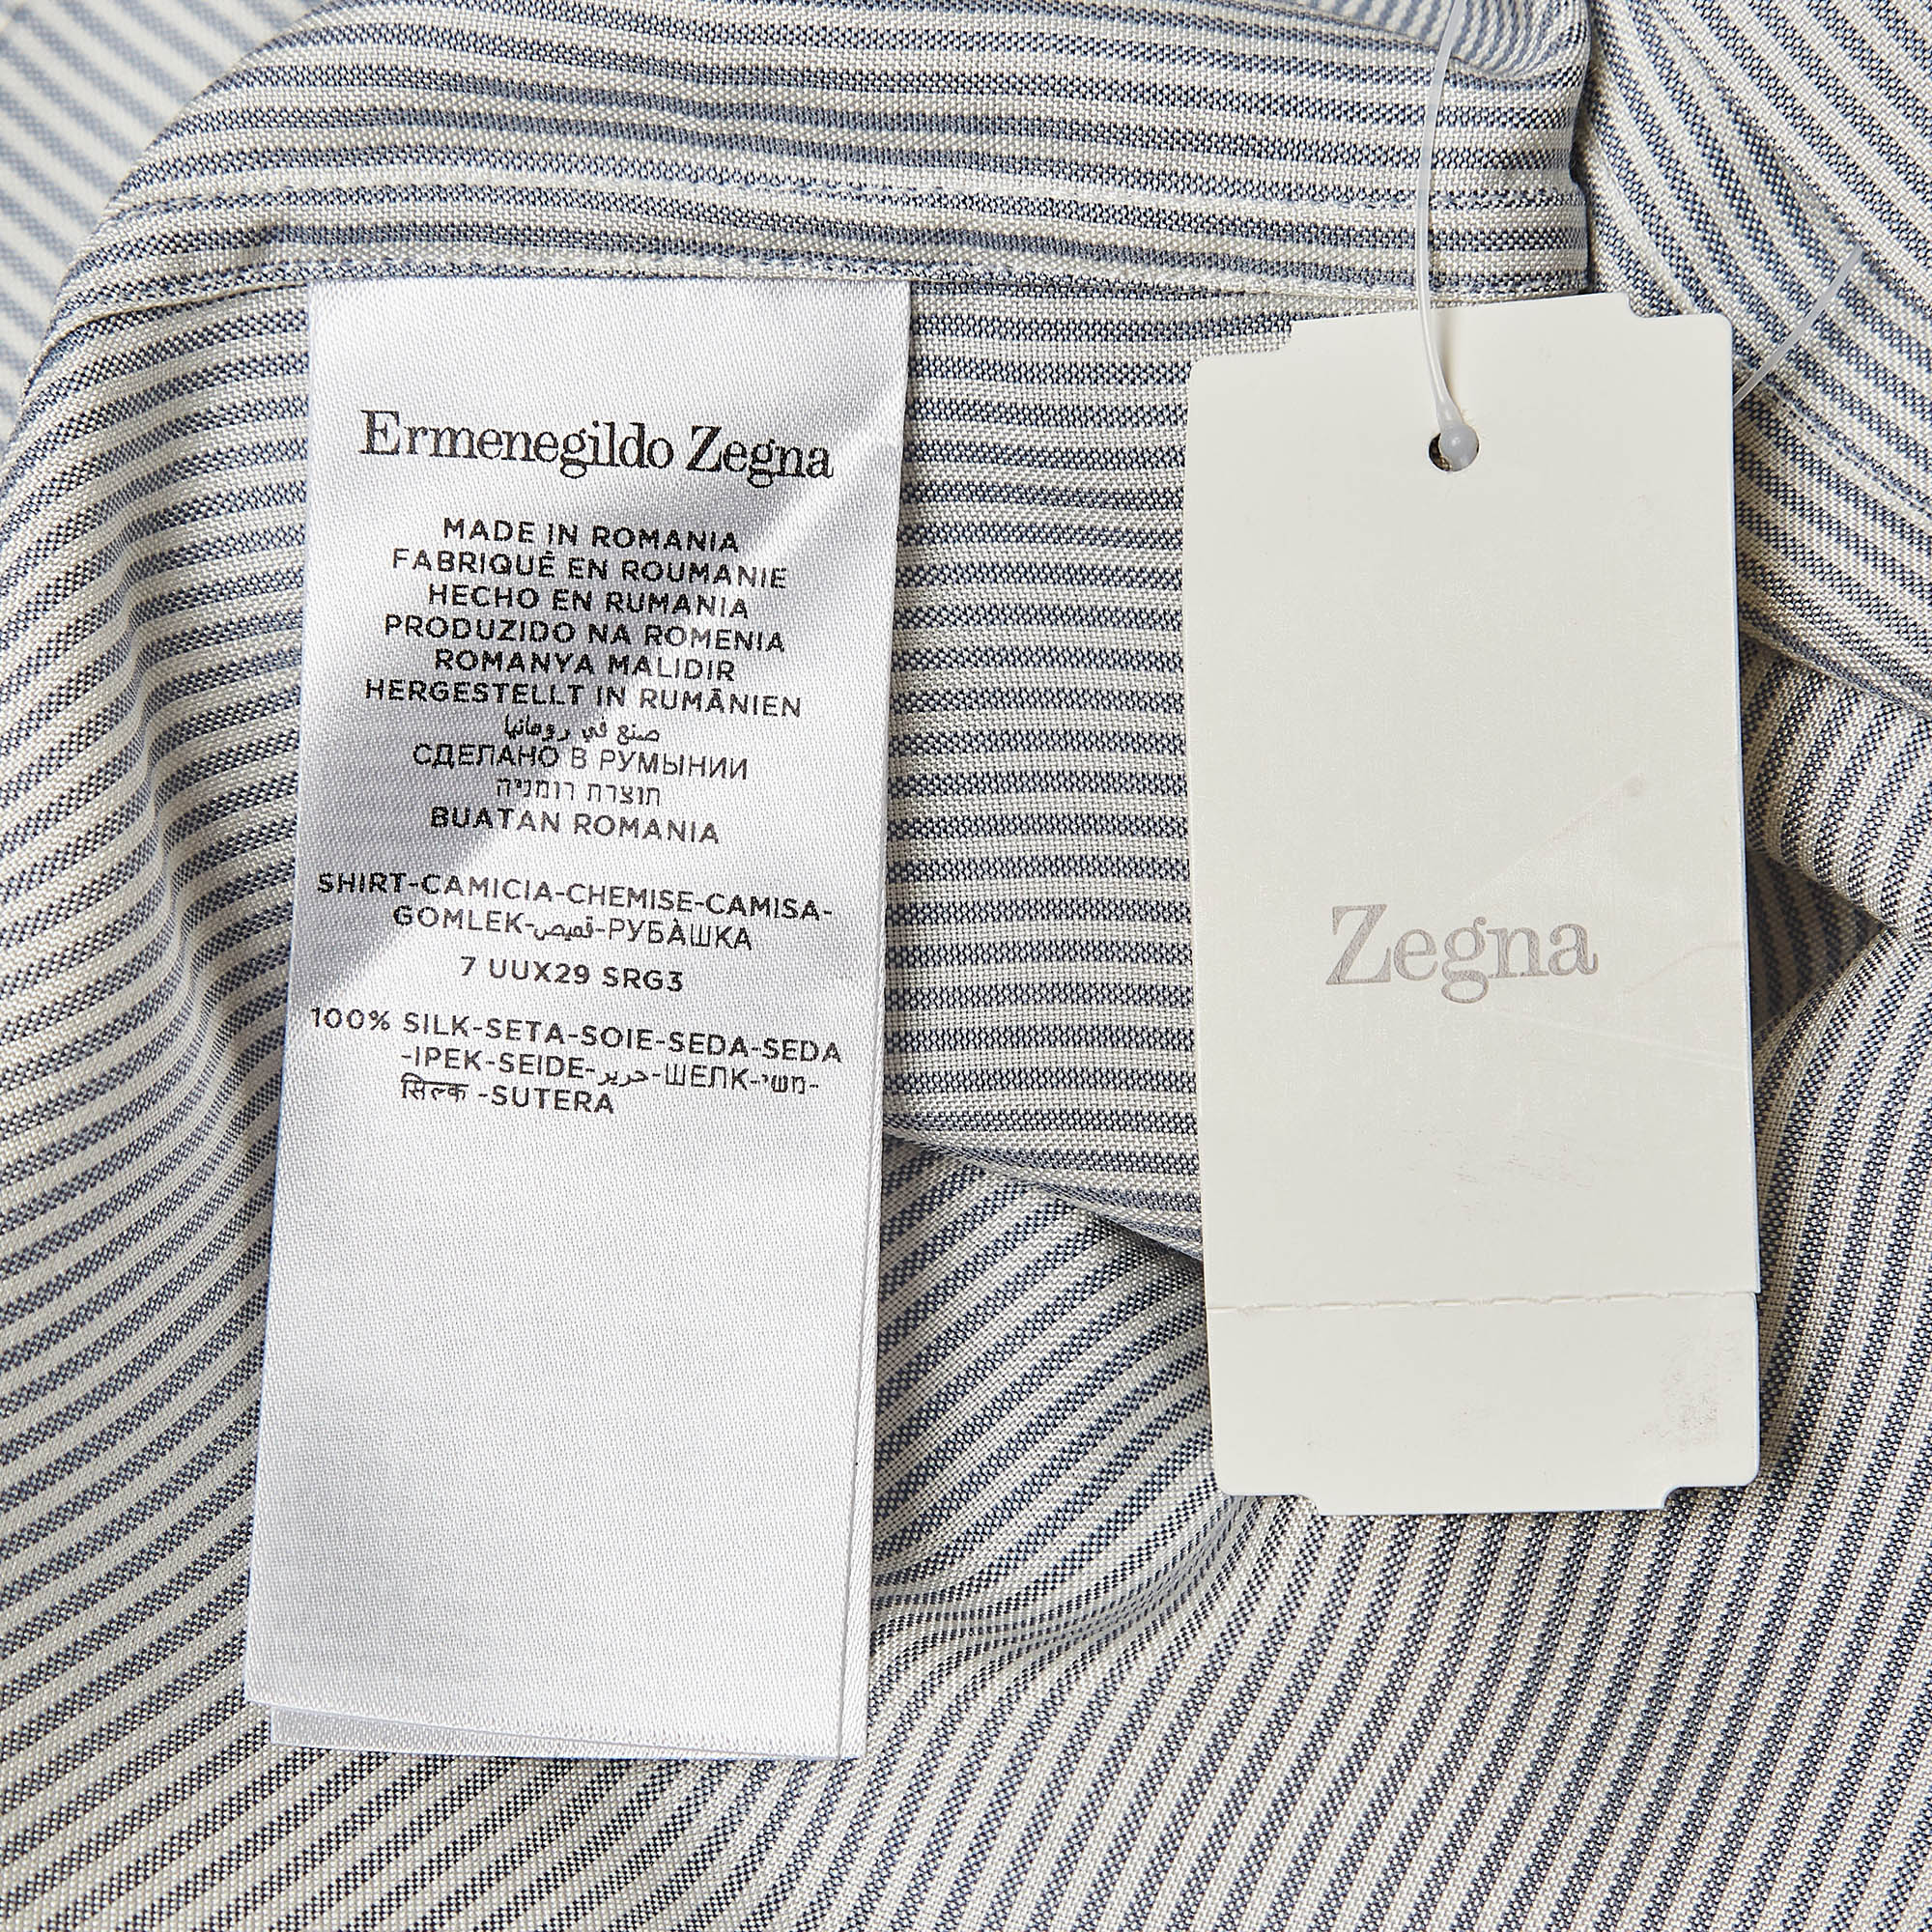 Ermenegildo Zegna
MADE IN ROMANIA
FABRIQUÉ EN ROUMANIE
HECHO EN RUMANIA
PRODUZIDO NA ROMENIA
ROMANYA MALIDIR
HERGESTELLT IN RUMÄNIEN
صنع في رومانيا
СДЕЛАНО В РУМЫНИИ
תוצרת רומניה
BUATAN ROMANIA
SHIRT-CAMICIA-CHEMISE-CAMISA-
GOMLEK-قميص-РУБÀШКА
7 UUX29 SRG3
100% SILK-SETA-SOIE-SEDA-SEDA
-IPEK-SEIDE-حرير-ШЕЛК-משי-
सिल्क -SUTERA
Zegna